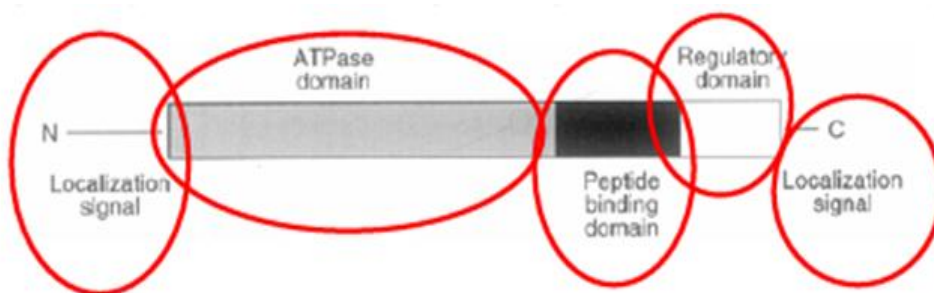 ATPase
domain
Regulatory
domain
N
C
Localization
signal
Peptide
binding
domain
Localization
signal